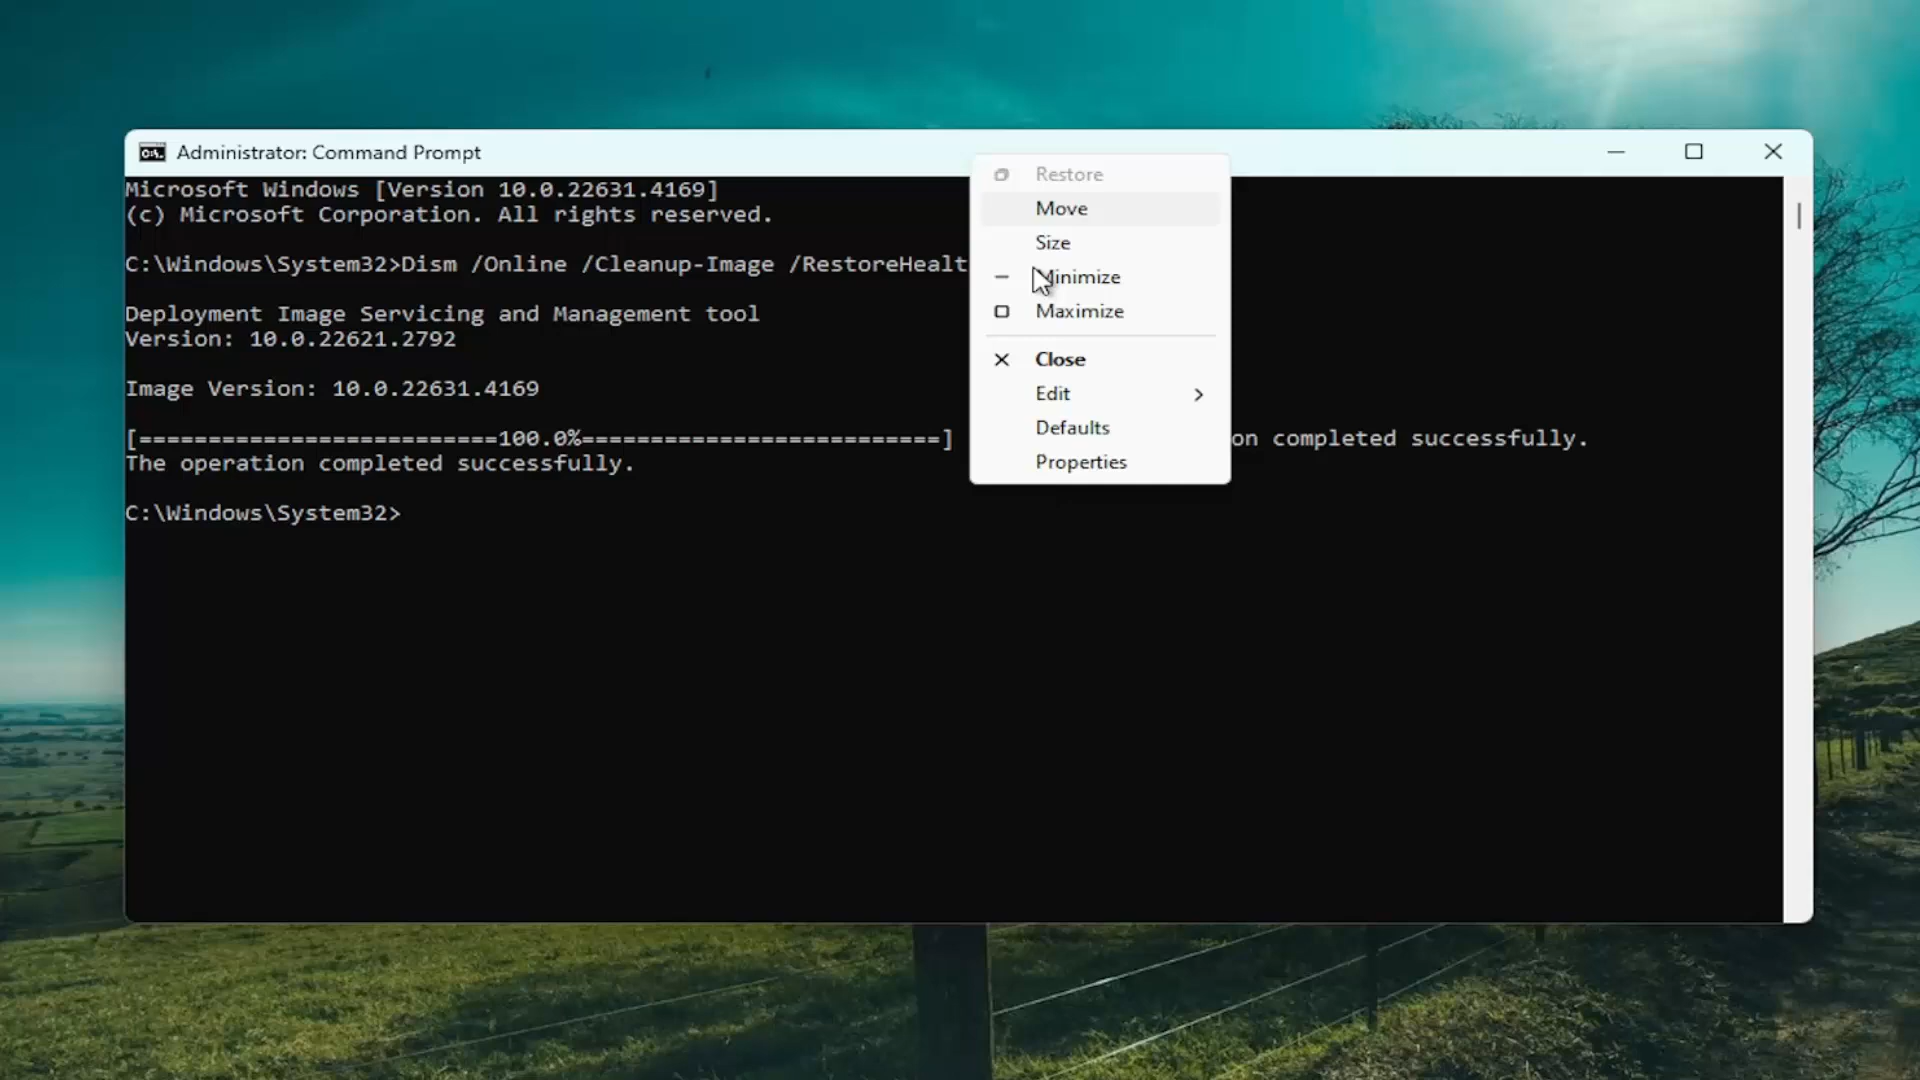 Administrator: Command Prompt
Microsoft Windows [Version 10.0.22631.4169]
(c) Microsoft Corporation. All rights reserved.
C:\Windows\System32>Dism /Online /Cleanup-Image /RestoreHealt
Deployment Image Servicing and Management tool
Version: 10.0.22621.2792
Image Version: 10.0.22631.4169
[==========================100.0%==========================] on completed successfully.
The operation completed successfully.
C:\Windows\System32>
Restore
Move
Size
Minimize
Maximize
Close
Edit
Defaults
Properties